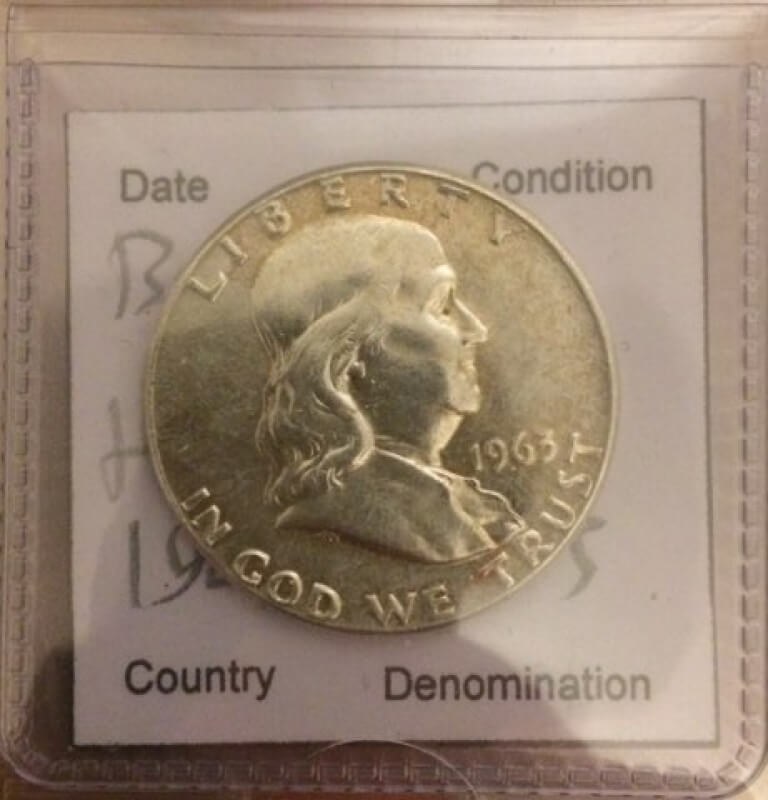 Date Condition
B
LIBERTY
1963
IN GOD WE TRUST
Country Denomination